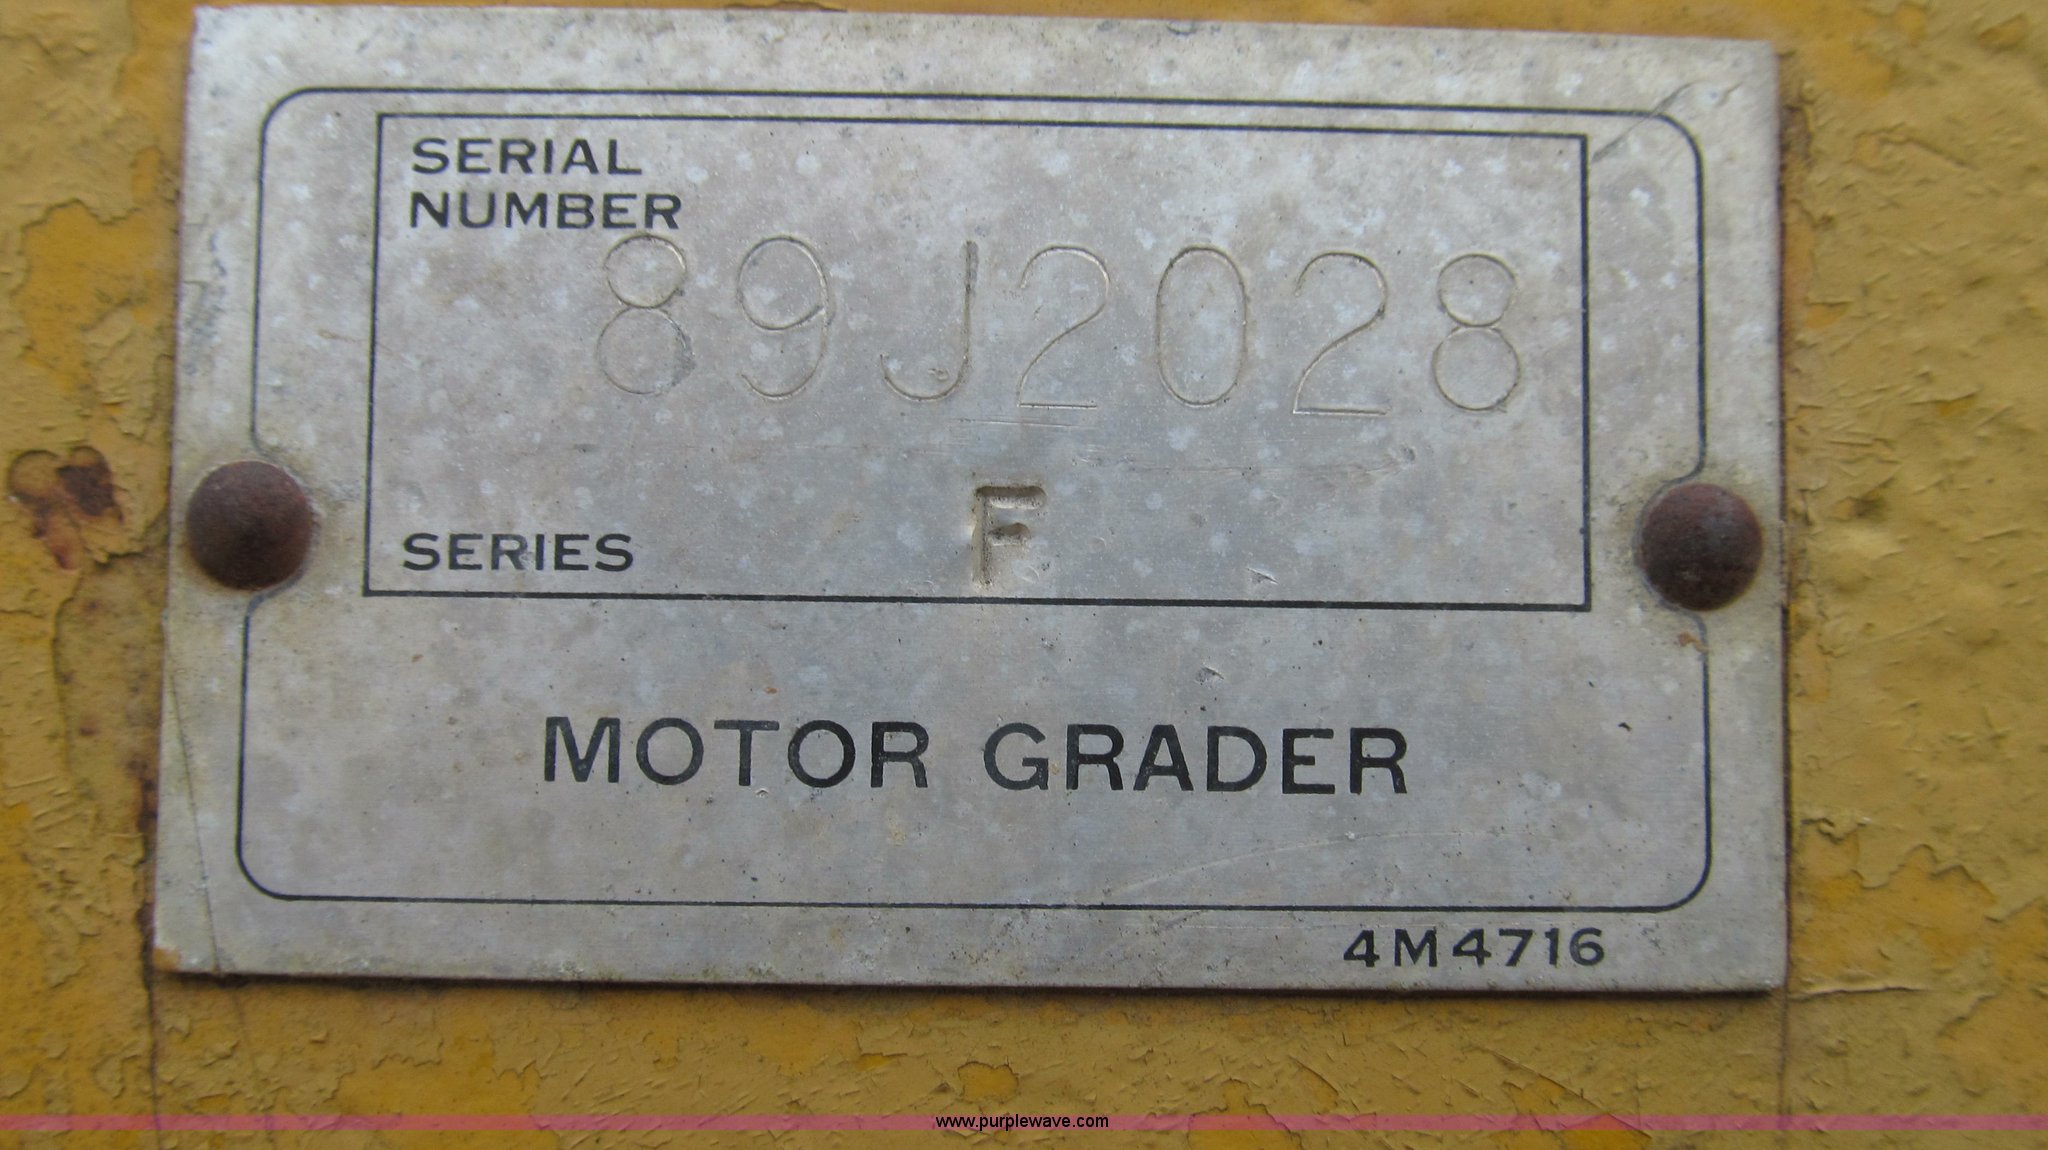 SERIAL
NUMBER
89J2028
SERIES F
MOTOR GRADER
4M4716
www.purplewave.com